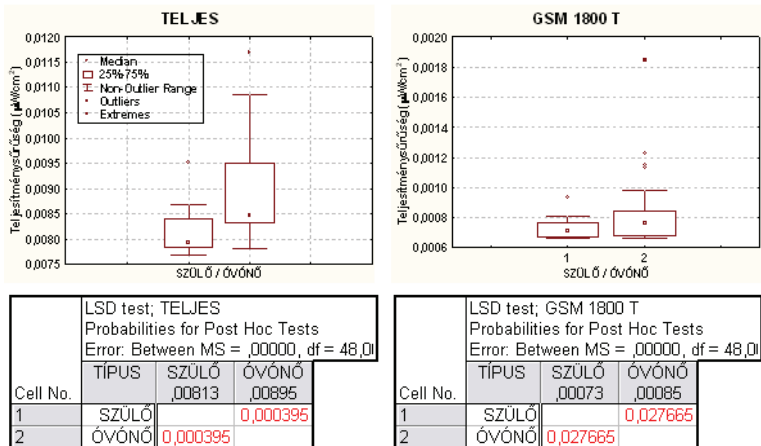 TELJES
Teljesítménysűrűség (µW/cm²)
0,0120
0,0115
0,0110
0,0105
0,0100
0,0095
0,0090
0,0085
0,0080
0,0075
Median
25%75%
Non-Outlier Range
Outliers
Extremes
SZÜLŐ / ÓVÓNŐ
GSM 1800 T
Teljesítménysűrűség (µW/cm²)
0,0020
0,0018
0,0016
0,0014
0,0012
0,0010
0,0008
0,0006
1 2
SZÜLŐ / ÓVÓNŐ
LSD test; TELJES
Probabilities for Post Hoc Tests
Error: Between MS = ,00000, df = 48,0
TÍPUS SZÜLŐ ÓVÓNŐ
Cell No. ,00813 ,00895
1 SZÜLŐ 0,000395
2 ÓVÓNŐ 0,000395
LSD test; GSM 1800 T
Probabilities for Post Hoc Tests
Error: Between MS = ,00000, df = 48,0
TÍPUS SZÜLŐ ÓVÓNŐ
Cell No. ,00073 ,00085
1 SZÜLŐ 0,027665
2 ÓVÓNŐ 0,027665